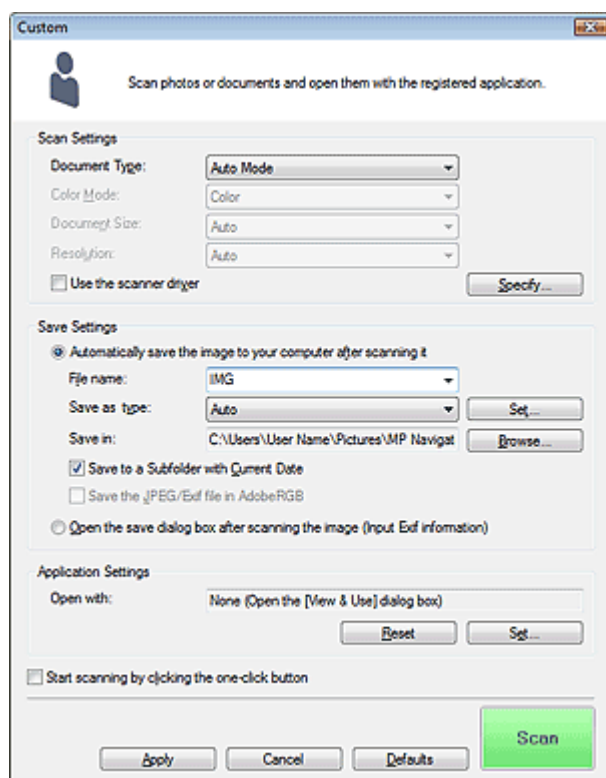 Custom
Scan photos or documents and open them with the registered application.
Scan Settings
Document Type: Auto Mode
Color Mode: Color
Document Size: Auto
Resolution: Auto
Use the scanner driver Specify...
Save Settings
Automatically save the image to your computer after scanning it
File name: IMG
Save as type: Auto Set...
Save in: C:\Users\User Name\Pictures\MP Navigat Browse...
Save to a Subfolder with Current Date
Save the JPEG/Exif file in AdobeRGB
Open the save dialog box after scanning the image (Input Exif information)
Application Settings
Open with: None (Open the [View & Use] dialog box)
Reset Set...
Start scanning by clicking the one-click button
Scan
Apply Cancel Defaults